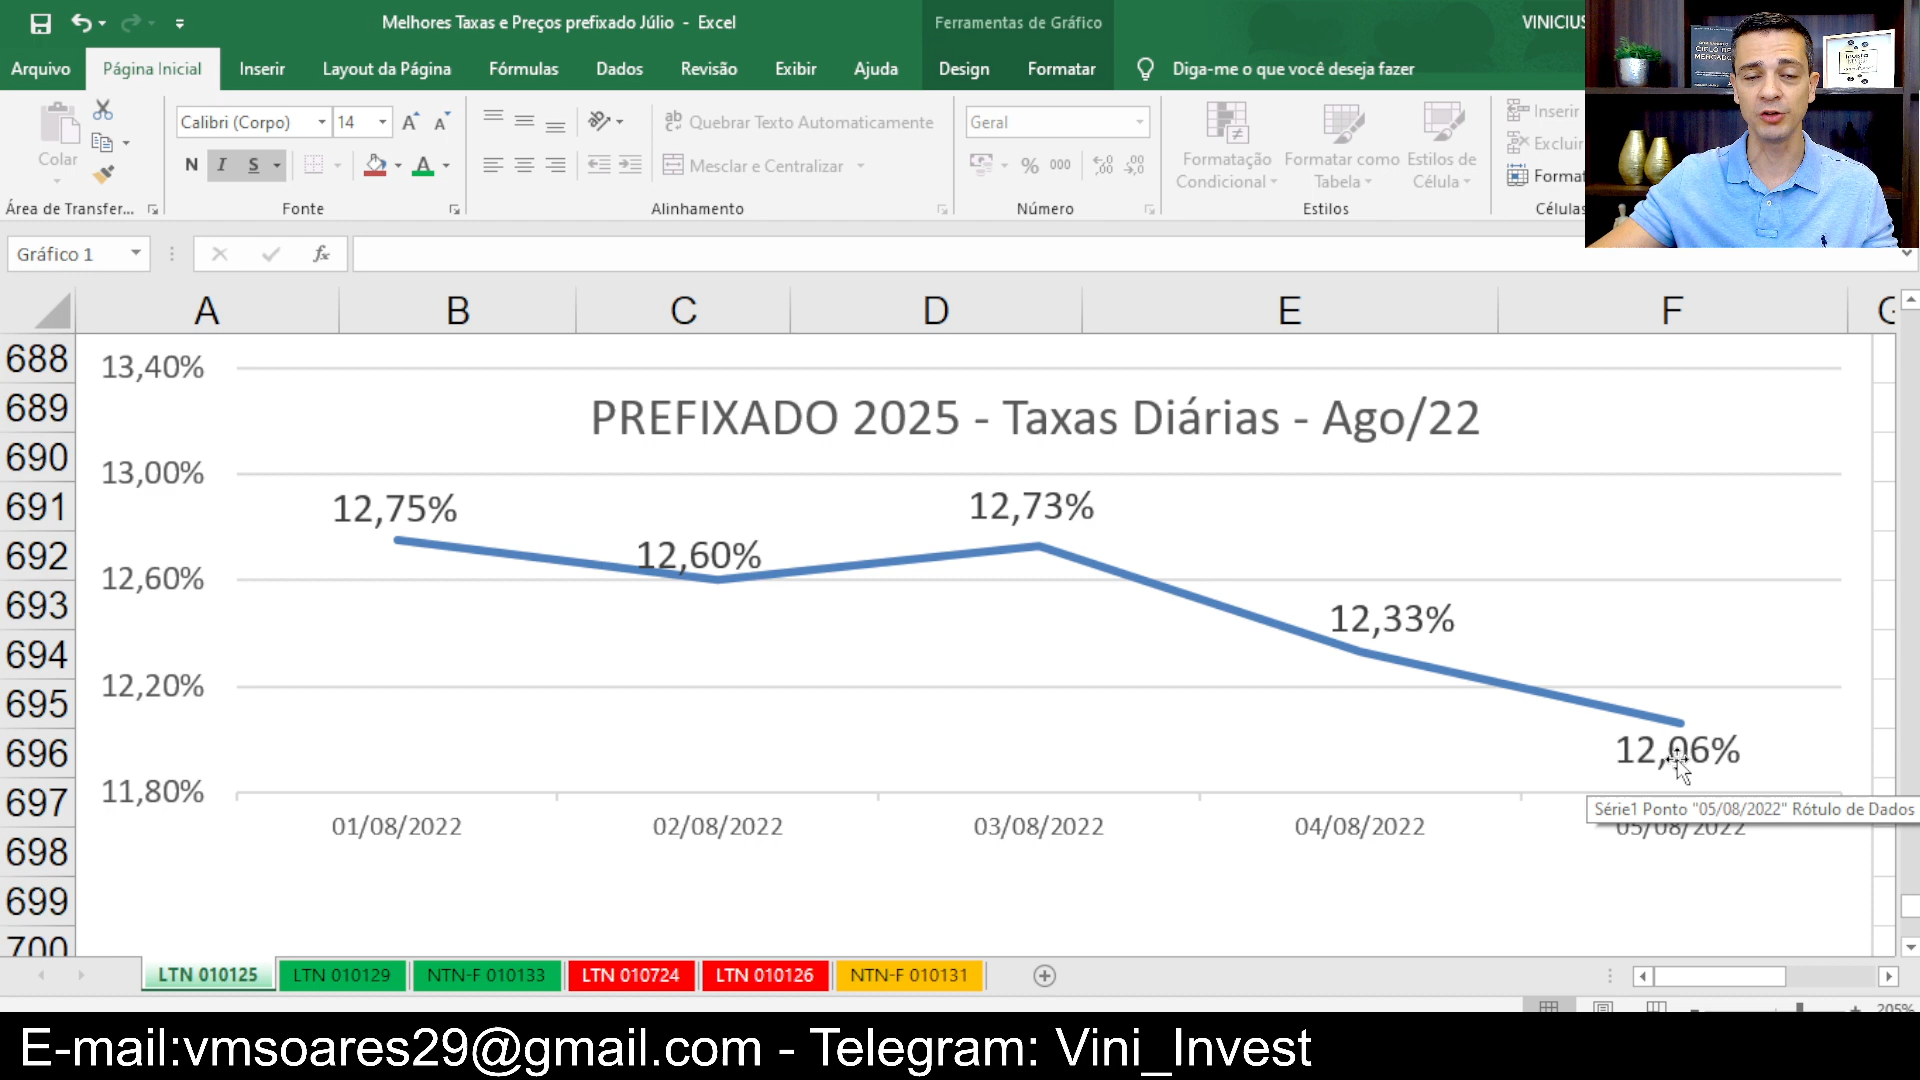 Melhores Taxas e Preços prefixado Júlio - Excel
Ferramentas de Gráfico
VINICIUS
Arquivo
Página Inicial
Inserir
Layout da Página
Fórmulas
Dados
Revisão
Exibir
Ajuda
Design
Formatar
Diga-me o que você deseja fazer
Colar
Calibri (Corpo)
14
N I S
Quebrar Texto Automaticamente
Mesclar e Centralizar
Geral
% 000
Formatação Condicional
Formatar como Tabela
Estilos de Célula
Inserir
Excluir
Format
Área de Transfer...
Fonte
Alinhamento
Número
Estilos
Células
Gráfico 1
fx
A B C D E F G
688
689
690
691
692
693
694
695
696
697
698
699
700
PREFIXADO 2025 - Taxas Diárias - Ago/22
13,40%
13,00%
12,60%
12,20%
11,80%
12,75%
12,60%
12,73%
12,33%
12,06%
Série1 Ponto "05/08/2022" Rótulo de Dados
01/08/2022
02/08/2022
03/08/2022
04/08/2022
05/08/2022
LTN 010125
LTN 010129
NTN-F 010133
LTN 010724
LTN 010126
NTN-F 010131
205%
E-mail:vmsoares29@gmail.com - Telegram: Vini_Invest